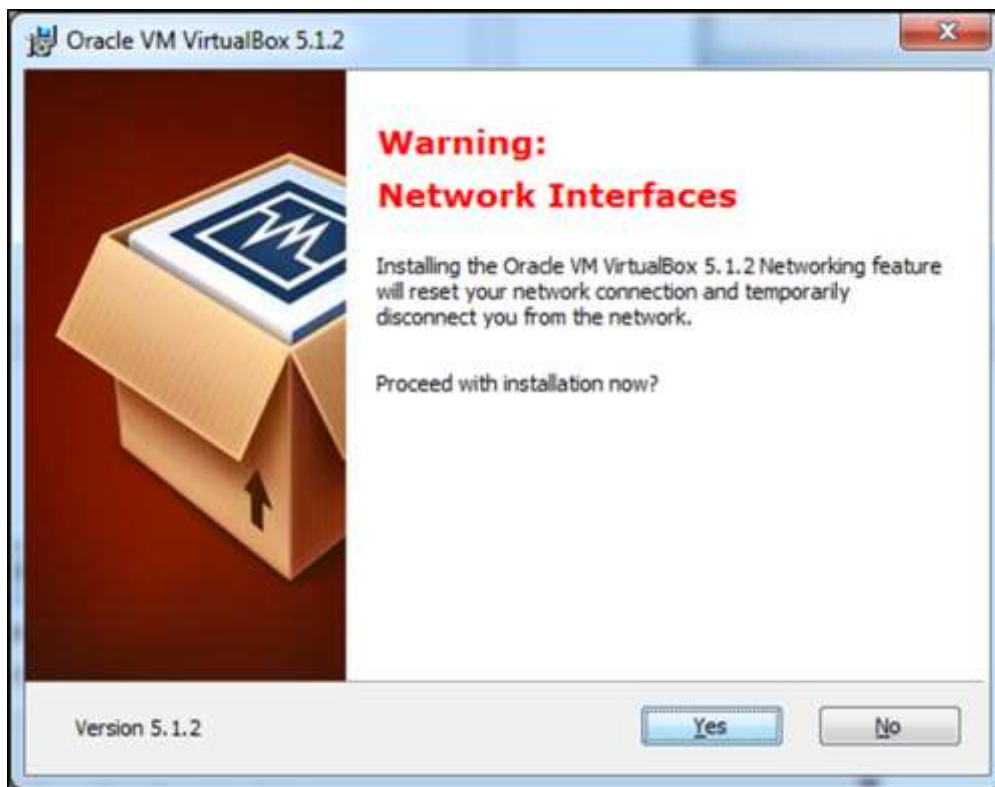 Oracle VM VirtualBox 5.1.2
Warning:
Network Interfaces
Installing the Oracle VM VirtualBox 5.1.2 Networking feature
will reset your network connection and temporarily
disconnect you from the network.
Proceed with installation now?
Version 5.1.2
Yes
No